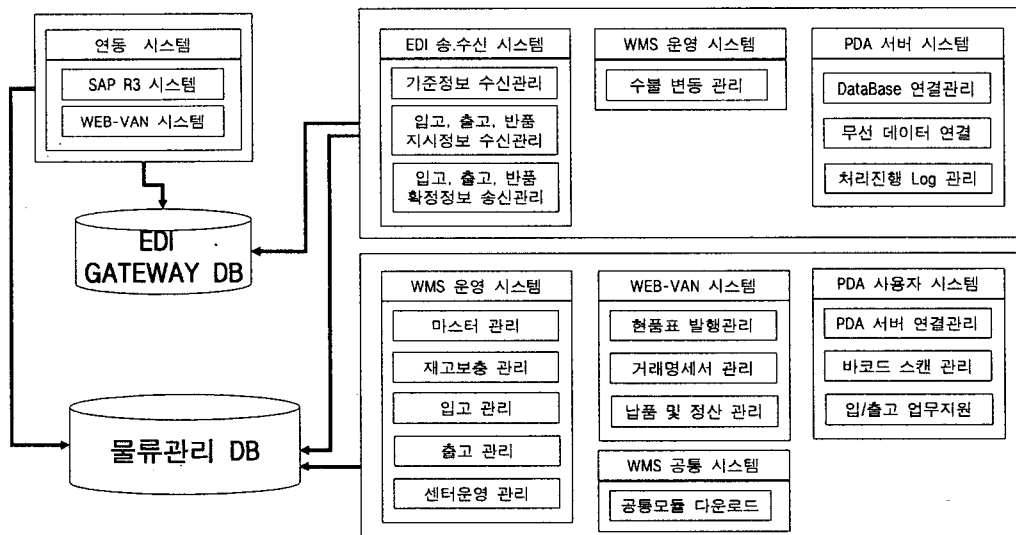 연동 시스템
SAP R3 시스템
WEB-VAN 시스템
EDI
GATEWAY DB
물류관리 DB
EDI 송.수신 시스템
기준정보 수신관리
입고, 출고, 반품
지시정보 수신관리
입고, 출고, 반품
확정정보 송신관리
WMS 운영 시스템
수불 변동 관리
PDA 서버 시스템
DataBase 연결관리
무선 데이터 연결
처리진행 Log 관리
WMS 운영 시스템
마스터 관리
재고보충 관리
입고 관리
출고 관리
센터운영 관리
WEB-VAN 시스템
현품표 발행관리
거래명세서 관리
납품 및 정산 관리
WMS 공통 시스템
공통모듈 다운로드
PDA 사용자 시스템
PDA 서버 연결관리
바코드 스캔 관리
입/출고 업무지원